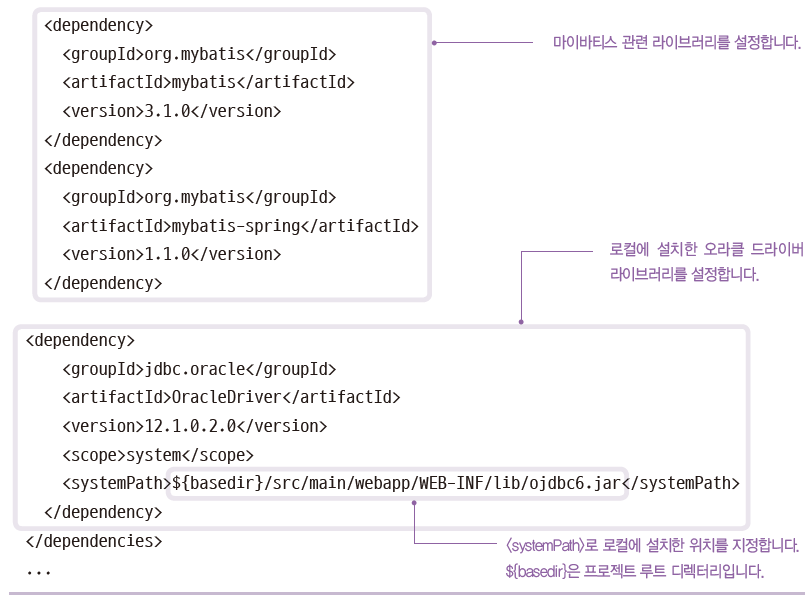 <dependency>
<groupId>org.mybatis</groupId>
<artifactId>mybatis</artifactId>
<version>3.1.0</version>
</dependency>
<dependency>
<groupId>org.mybatis</groupId>
<artifactId>mybatis-spring</artifactId>
<version>1.1.0</version>
</dependency>
마이바티스 관련 라이브러리를 설정합니다.
로컬에 설치한 오라클 드라이버
라이브러리를 설정합니다.
<dependency>
<groupId>jdbc.oracle</groupId>
<artifactId>OracleDriver</artifactId>
<version>12.1.0.2.0</version>
<scope>system</scope>
<systemPath>${basedir}/src/main/webapp/WEB-INF/lib/ojdbc6.jar</systemPath>
</dependency>
</dependencies>
...
〈systemPath〉로 로컬에 설치한 위치를 지정합니다.
${basedir}은 프로젝트 루트 디렉터리입니다.